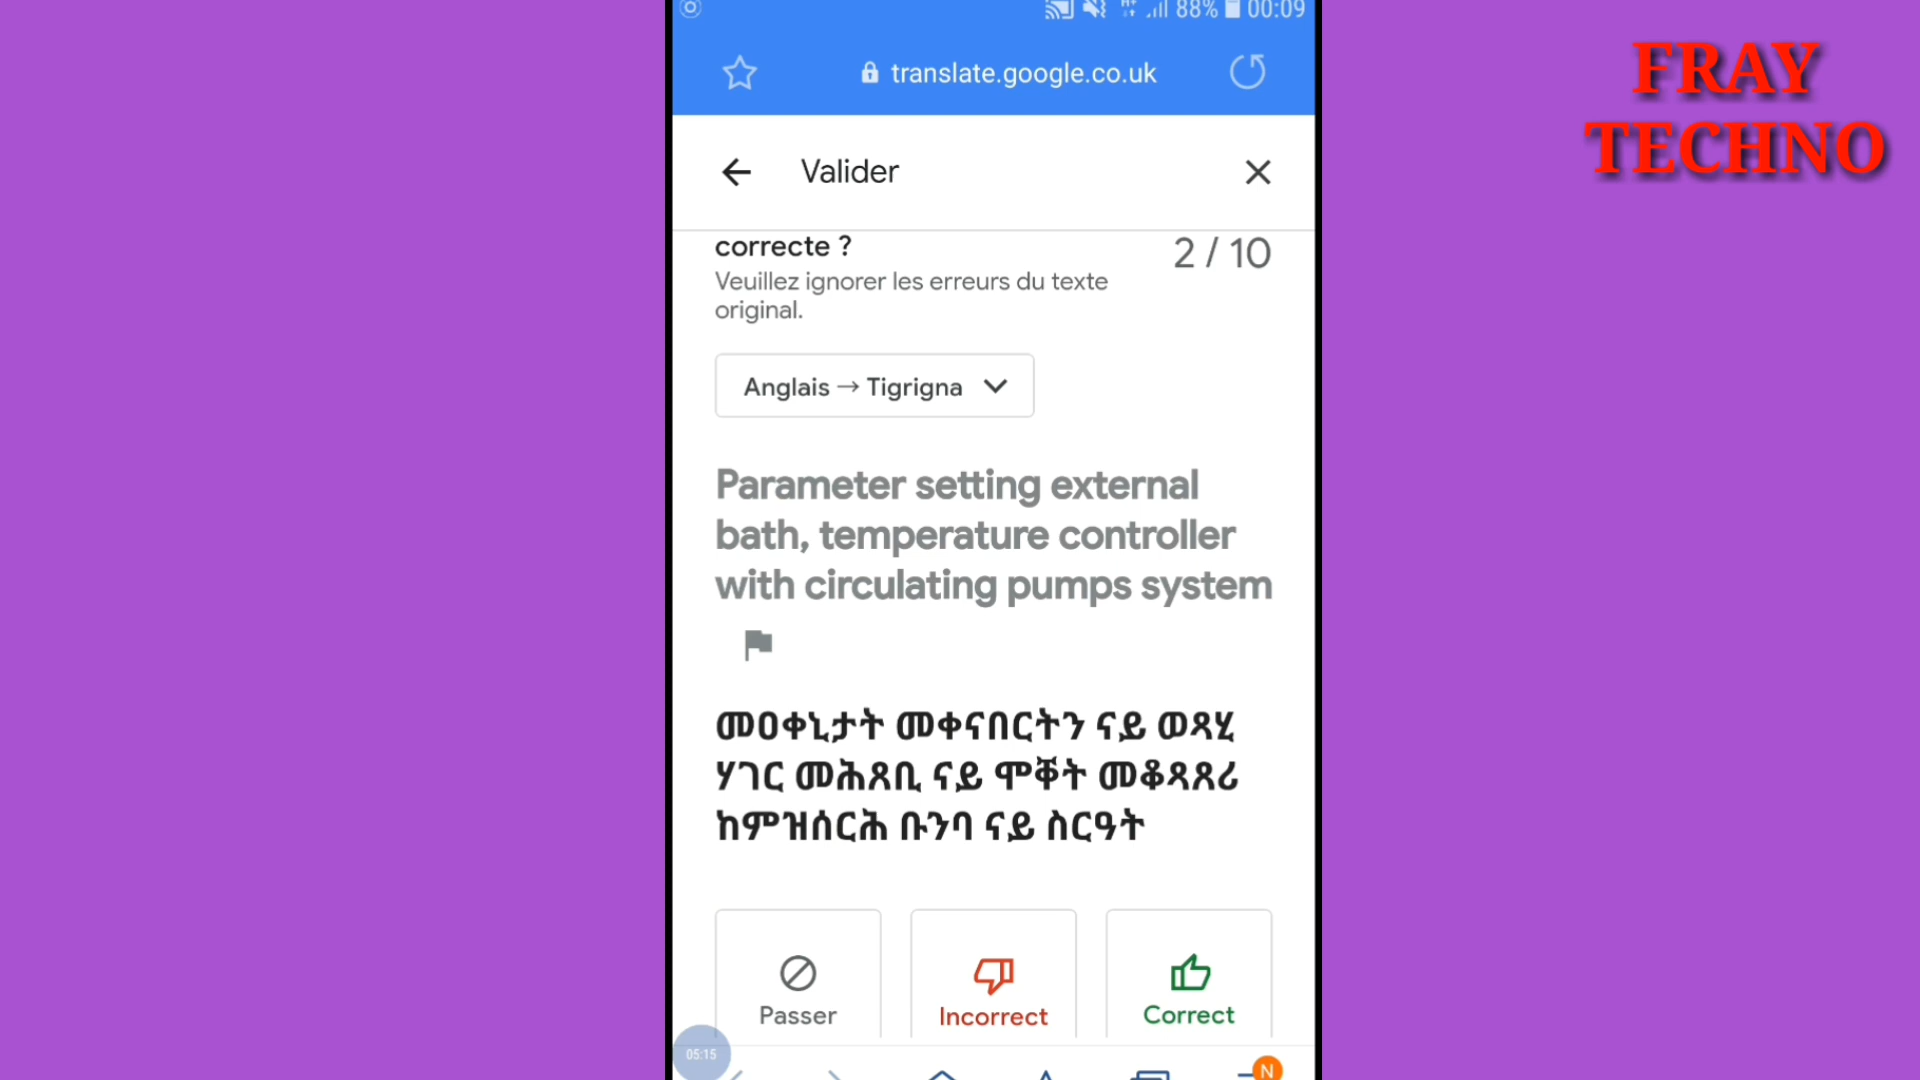 88% 00:09
FRAY
TECHNO
translate.google.co.uk
Valider
correcte ?
2 / 10
Veuillez ignorer les erreurs du texte
original.
Anglais → Tigrigna
Parameter setting external
bath, temperature controller
with circulating pumps system
መዐቀኒታት መቀናበርትን ናይ ወጻሂ
ሃገር መሕጸቢ ናይ ሞቐት መቆጻጸሪ
ከምዝሰርሕ ቡንባ ናይ ስርዓት
Passer
Incorrect
Correct
05:15
N